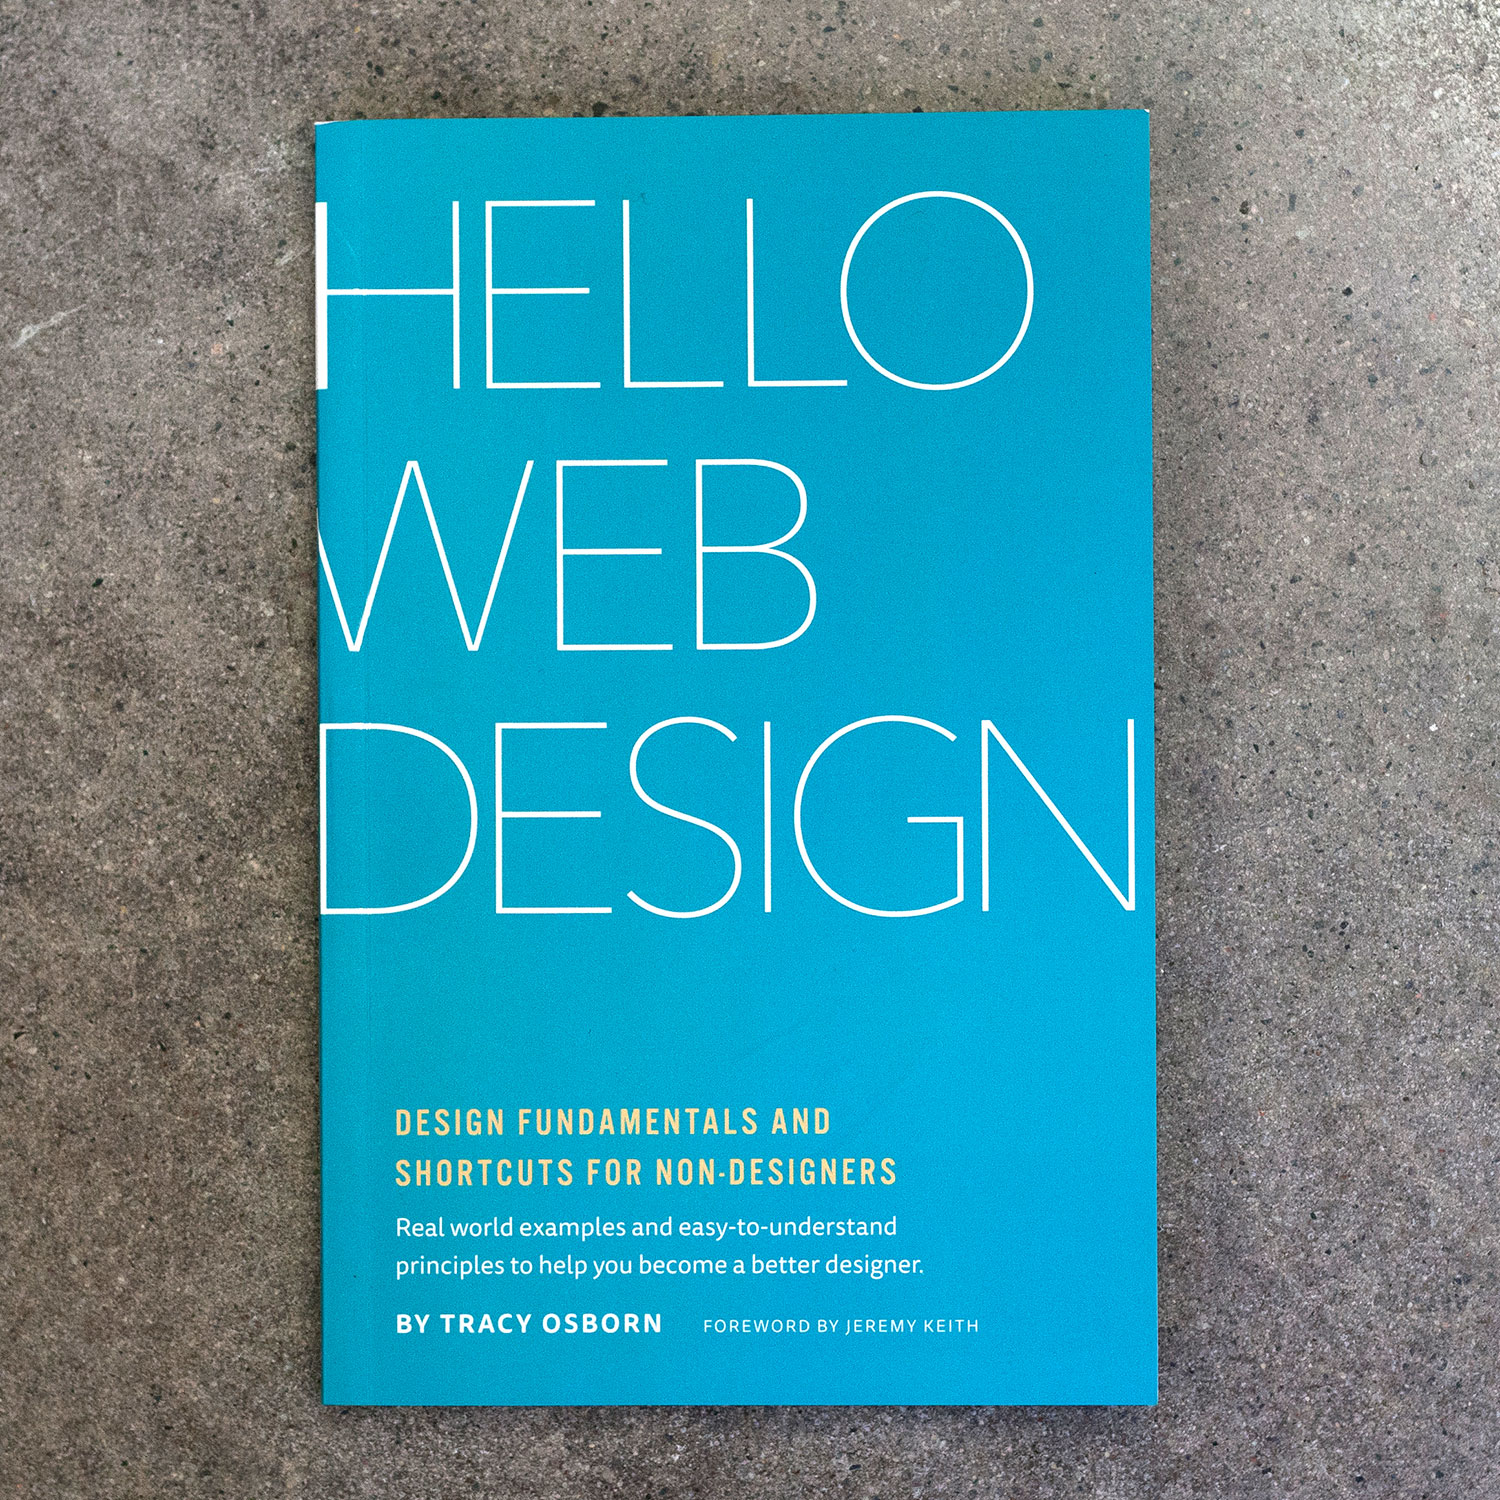 HELLO
WEB
DESIGN
DESIGN FUNDAMENTALS AND
SHORTCUTS FOR NON-DESIGNERS
Real world examples and easy-to-understand
principles to help you become a better designer.
BY TRACY OSBORN FOREWORD BY JEREMY KEITH